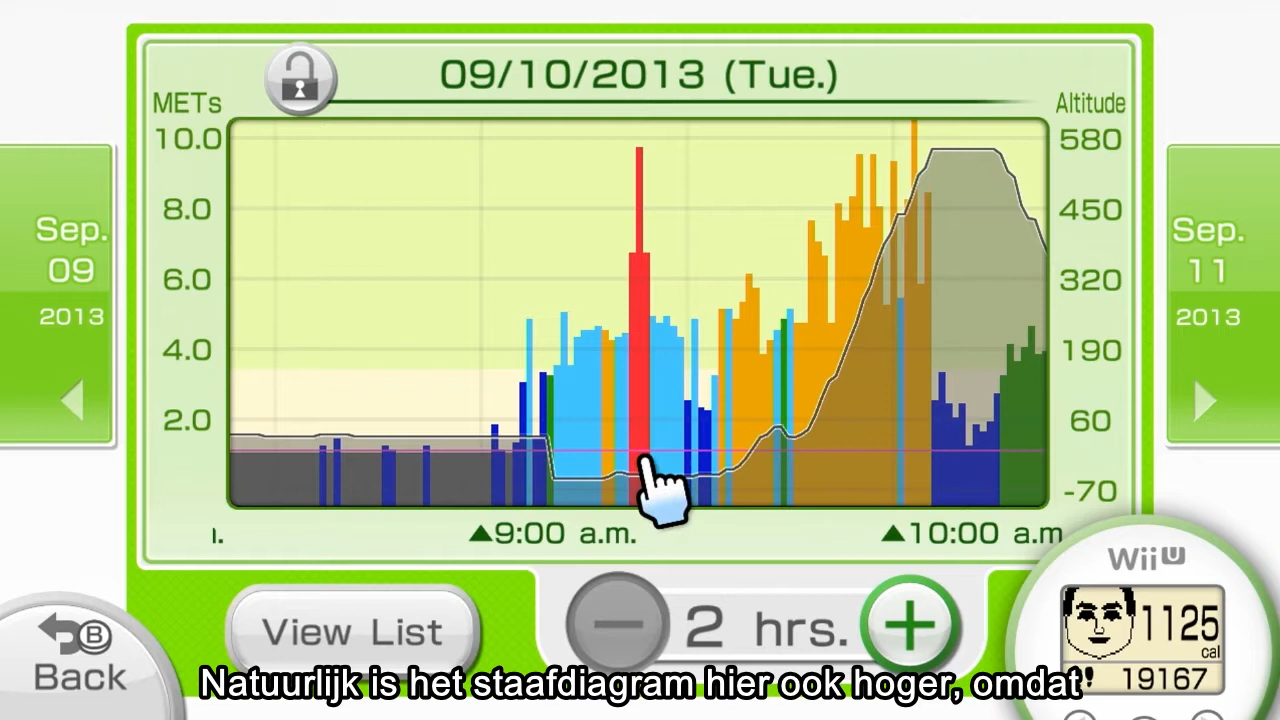 09/10/2013 (Tue.)
METs
Altitude
10.0
8.0
6.0
4.0
2.0
580
450
320
190
60
-70
Sep.
09
2013
Sep.
11
2013
▲9:00 a.m.
▲10:00 a.m
View List
2 hrs.
B
Back
Wii U
1125
cal
19167
Natuurlijk is het staafdiagram hier ook hoger, omdat